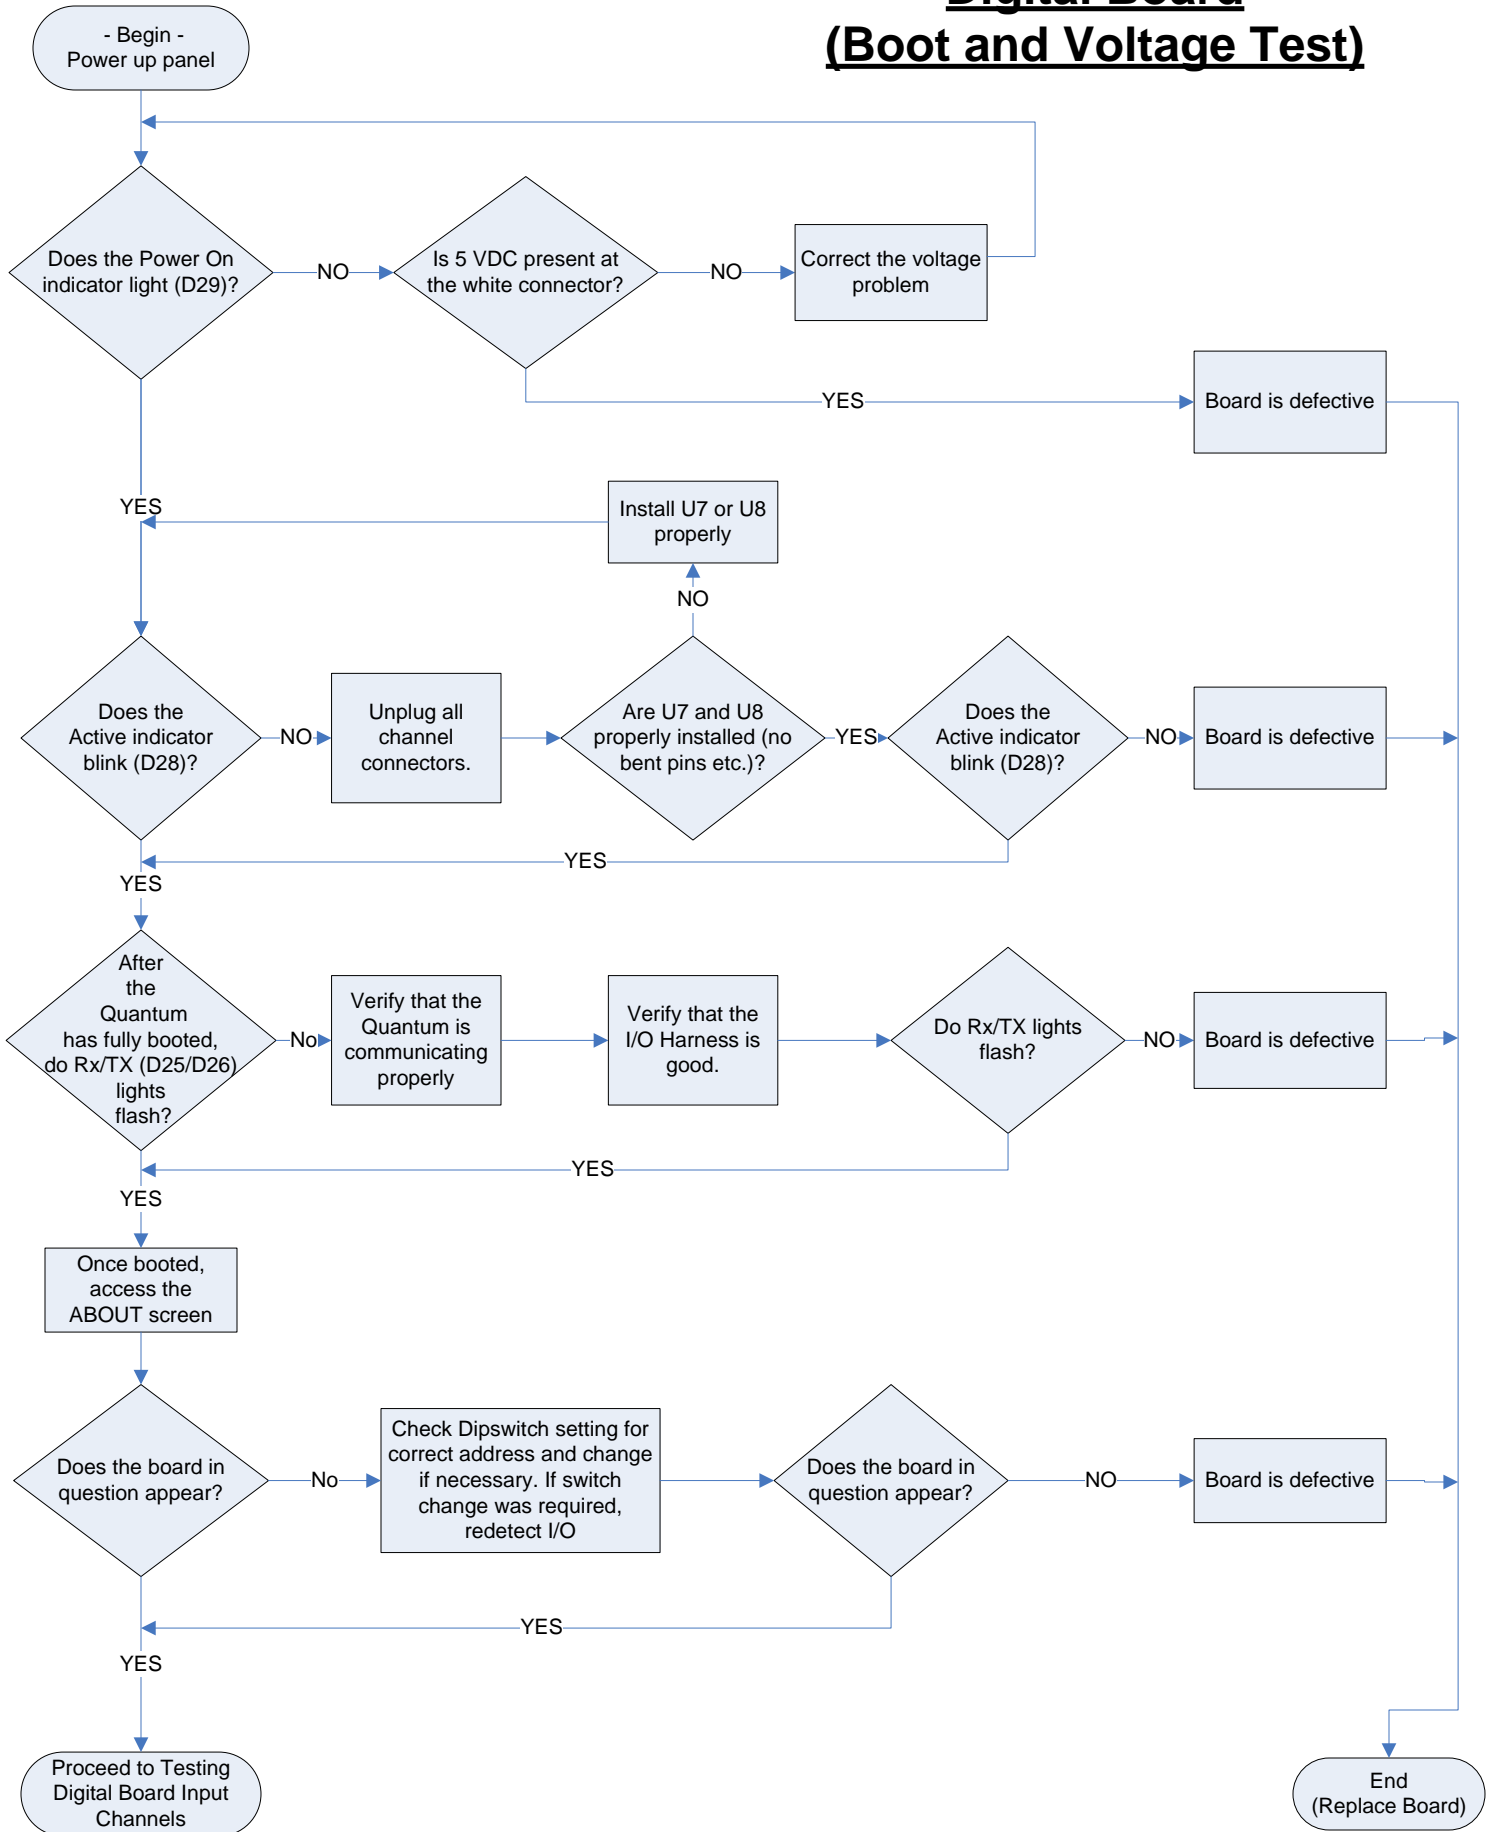 Digital Board
(Boot and Voltage Test)
- Begin -
Power up panel
Does the Power On
indicator light (D29)?
NO
Is 5 VDC present at
the white connector?
NO
Correct the voltage
problem
YES
Board is defective
YES
Install U7 or U8
properly
NO
Does the
Active indicator
blink (D28)?
NO
Unplug all
channel
connectors.
Are U7 and U8
properly installed (no
bent pins etc.)?
YES
Does the
Active indicator
blink (D28)?
NO
Board is defective
YES
YES
After
the
Quantum
has fully booted,
do Rx/TX (D25/D26)
lights
flash?
No
Verify that the
Quantum is
communicating
properly
Verify that the
I/O Harness is
good.
Do Rx/TX lights
flash?
NO
Board is defective
YES
YES
Once booted,
access the
ABOUT screen
Does the board in
question appear?
No
Check Dipswitch setting for
correct address and change
if necessary. If switch
change was required,
redetect I/O
Does the board in
question appear?
NO
Board is defective
YES
YES
Proceed to Testing
Digital Board Input
Channels
End
(Replace Board)